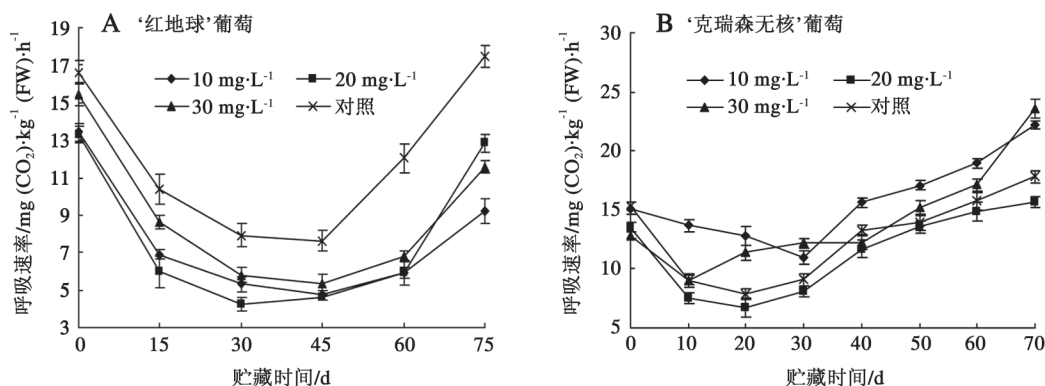 A ‘红地球’葡萄
19
17
15
13
11
9
7
5
3
呼吸速率/mg (CO₂)·kg⁻¹ (FW)·h⁻¹
10 mg·L⁻¹ 20 mg·L⁻¹
30 mg·L⁻¹ 对照
0 15 30 45 60 75
贮藏时间/d
B ‘克瑞森无核’葡萄
30
25
20
15
10
5
呼吸速率/mg (CO₂)·kg⁻¹ (FW)·h⁻¹
10 mg·L⁻¹ 20 mg·L⁻¹
30 mg·L⁻¹ 对照
0 10 20 30 40 50 60 70
贮藏时间/d